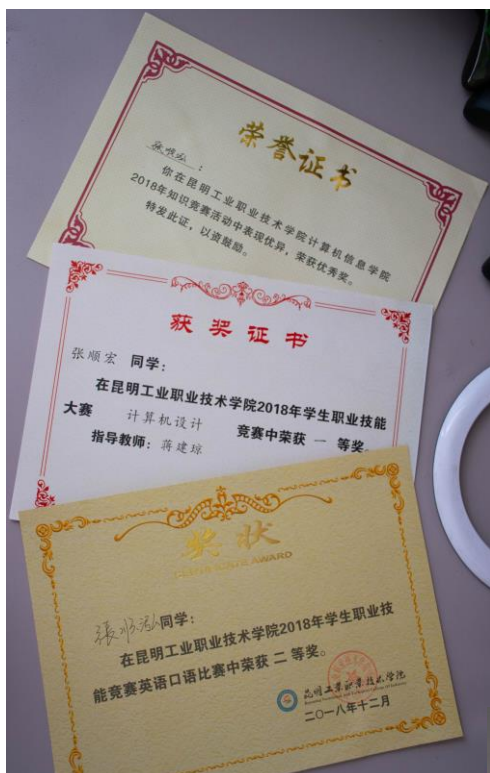 荣誉证书
你在昆明工业职业技术学院计算机信息学院
2018年知识竞赛活动中表现优异，荣获优秀奖。
特发此证，以资鼓励。
获奖证书
张顺宏 同学：
在昆明工业职业技术学院2018年学生职业技能
大赛 计算机设计 竞赛中荣获 一 等奖。
指导教师：蒋建琼
奖状
同学：
在昆明工业职业技术学院2018年学生职业技
能竞赛英语口语比赛中荣获 二 等奖。
昆明工业职业技术学院
二〇一八年十二月